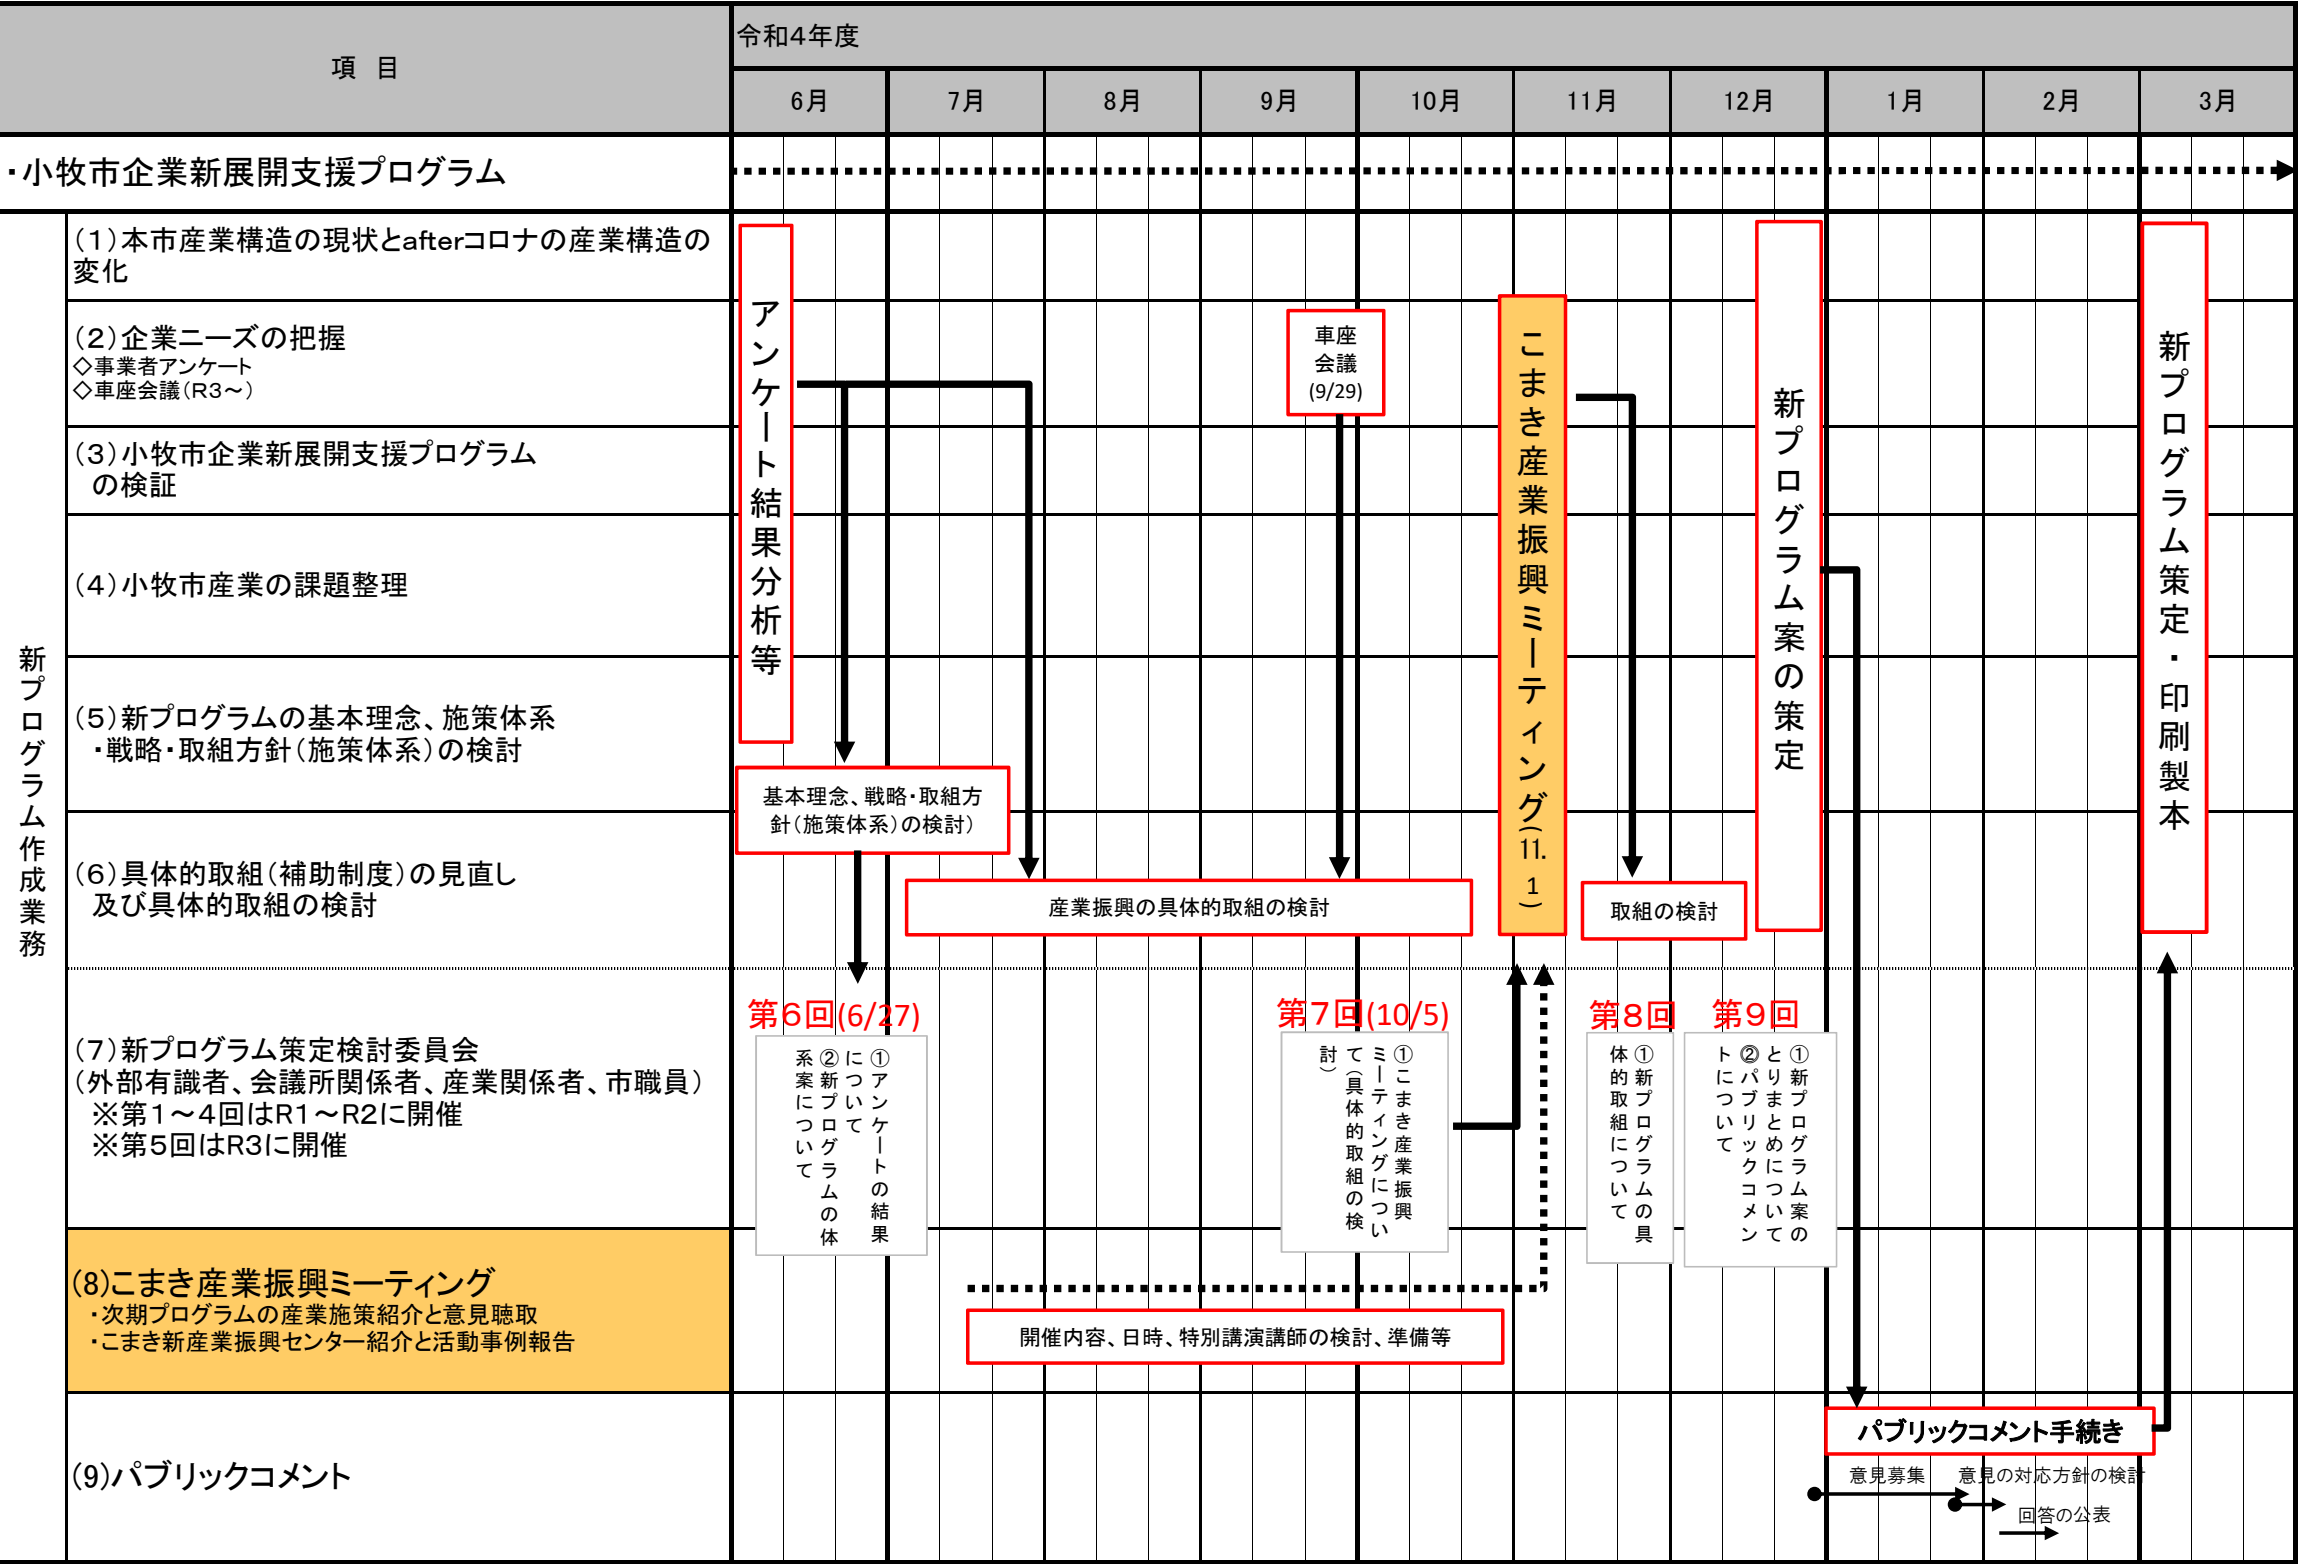 項　目
令和4年度
6月
7月
8月
9月
10月
11月
12月
1月
2月
3月
・小牧市企業新展開支援プログラム
新プログラム作成業務
(1)本市産業構造の現状とafterコロナの産業構造の
変化
(2)企業ニーズの把握
◇事業者アンケート
◇車座会議(R3～)
(3)小牧市企業新展開支援プログラム
の検証
(4)小牧市産業の課題整理
(5)新プログラムの基本理念、施策体系
・戦略・取組方針(施策体系)の検討
(6)具体的取組(補助制度)の見直し
及び具体的取組の検討
(7)新プログラム策定検討委員会
(外部有識者、会議所関係者、産業関係者、市職員)
※第1～4回はR1～R2に開催
※第5回はR3に開催
(8)こまき産業振興ミーティング
・次期プログラムの産業施策紹介と意見聴取
・こまき新産業振興センター紹介と活動事例報告
(9)パブリックコメント
アンケート結果分析等
車座
会議
(9/29)
こまき産業振興ミーティング(11.1)
新プログラム案の策定
新プログラム策定・印刷製本
基本理念、戦略・取組方
針(施策体系)の検討)
産業振興の具体的取組の検討
取組の検討
第6回(6/27)
①アンケートの結果
について
②新プログラムの体
系案について
第7回(10/5)
①こまき産業振興
ミーティングについ
て(具体的取組の検
討)
第8回
①新プログラムの具
体的取組について
第9回
①新プログラム案の
とりまとめについて
②パブリックコメン
トについて
開催内容、日時、特別講演講師の検討、準備等
パブリックコメント手続き
意見募集
意見の対応方針の検討
回答の公表